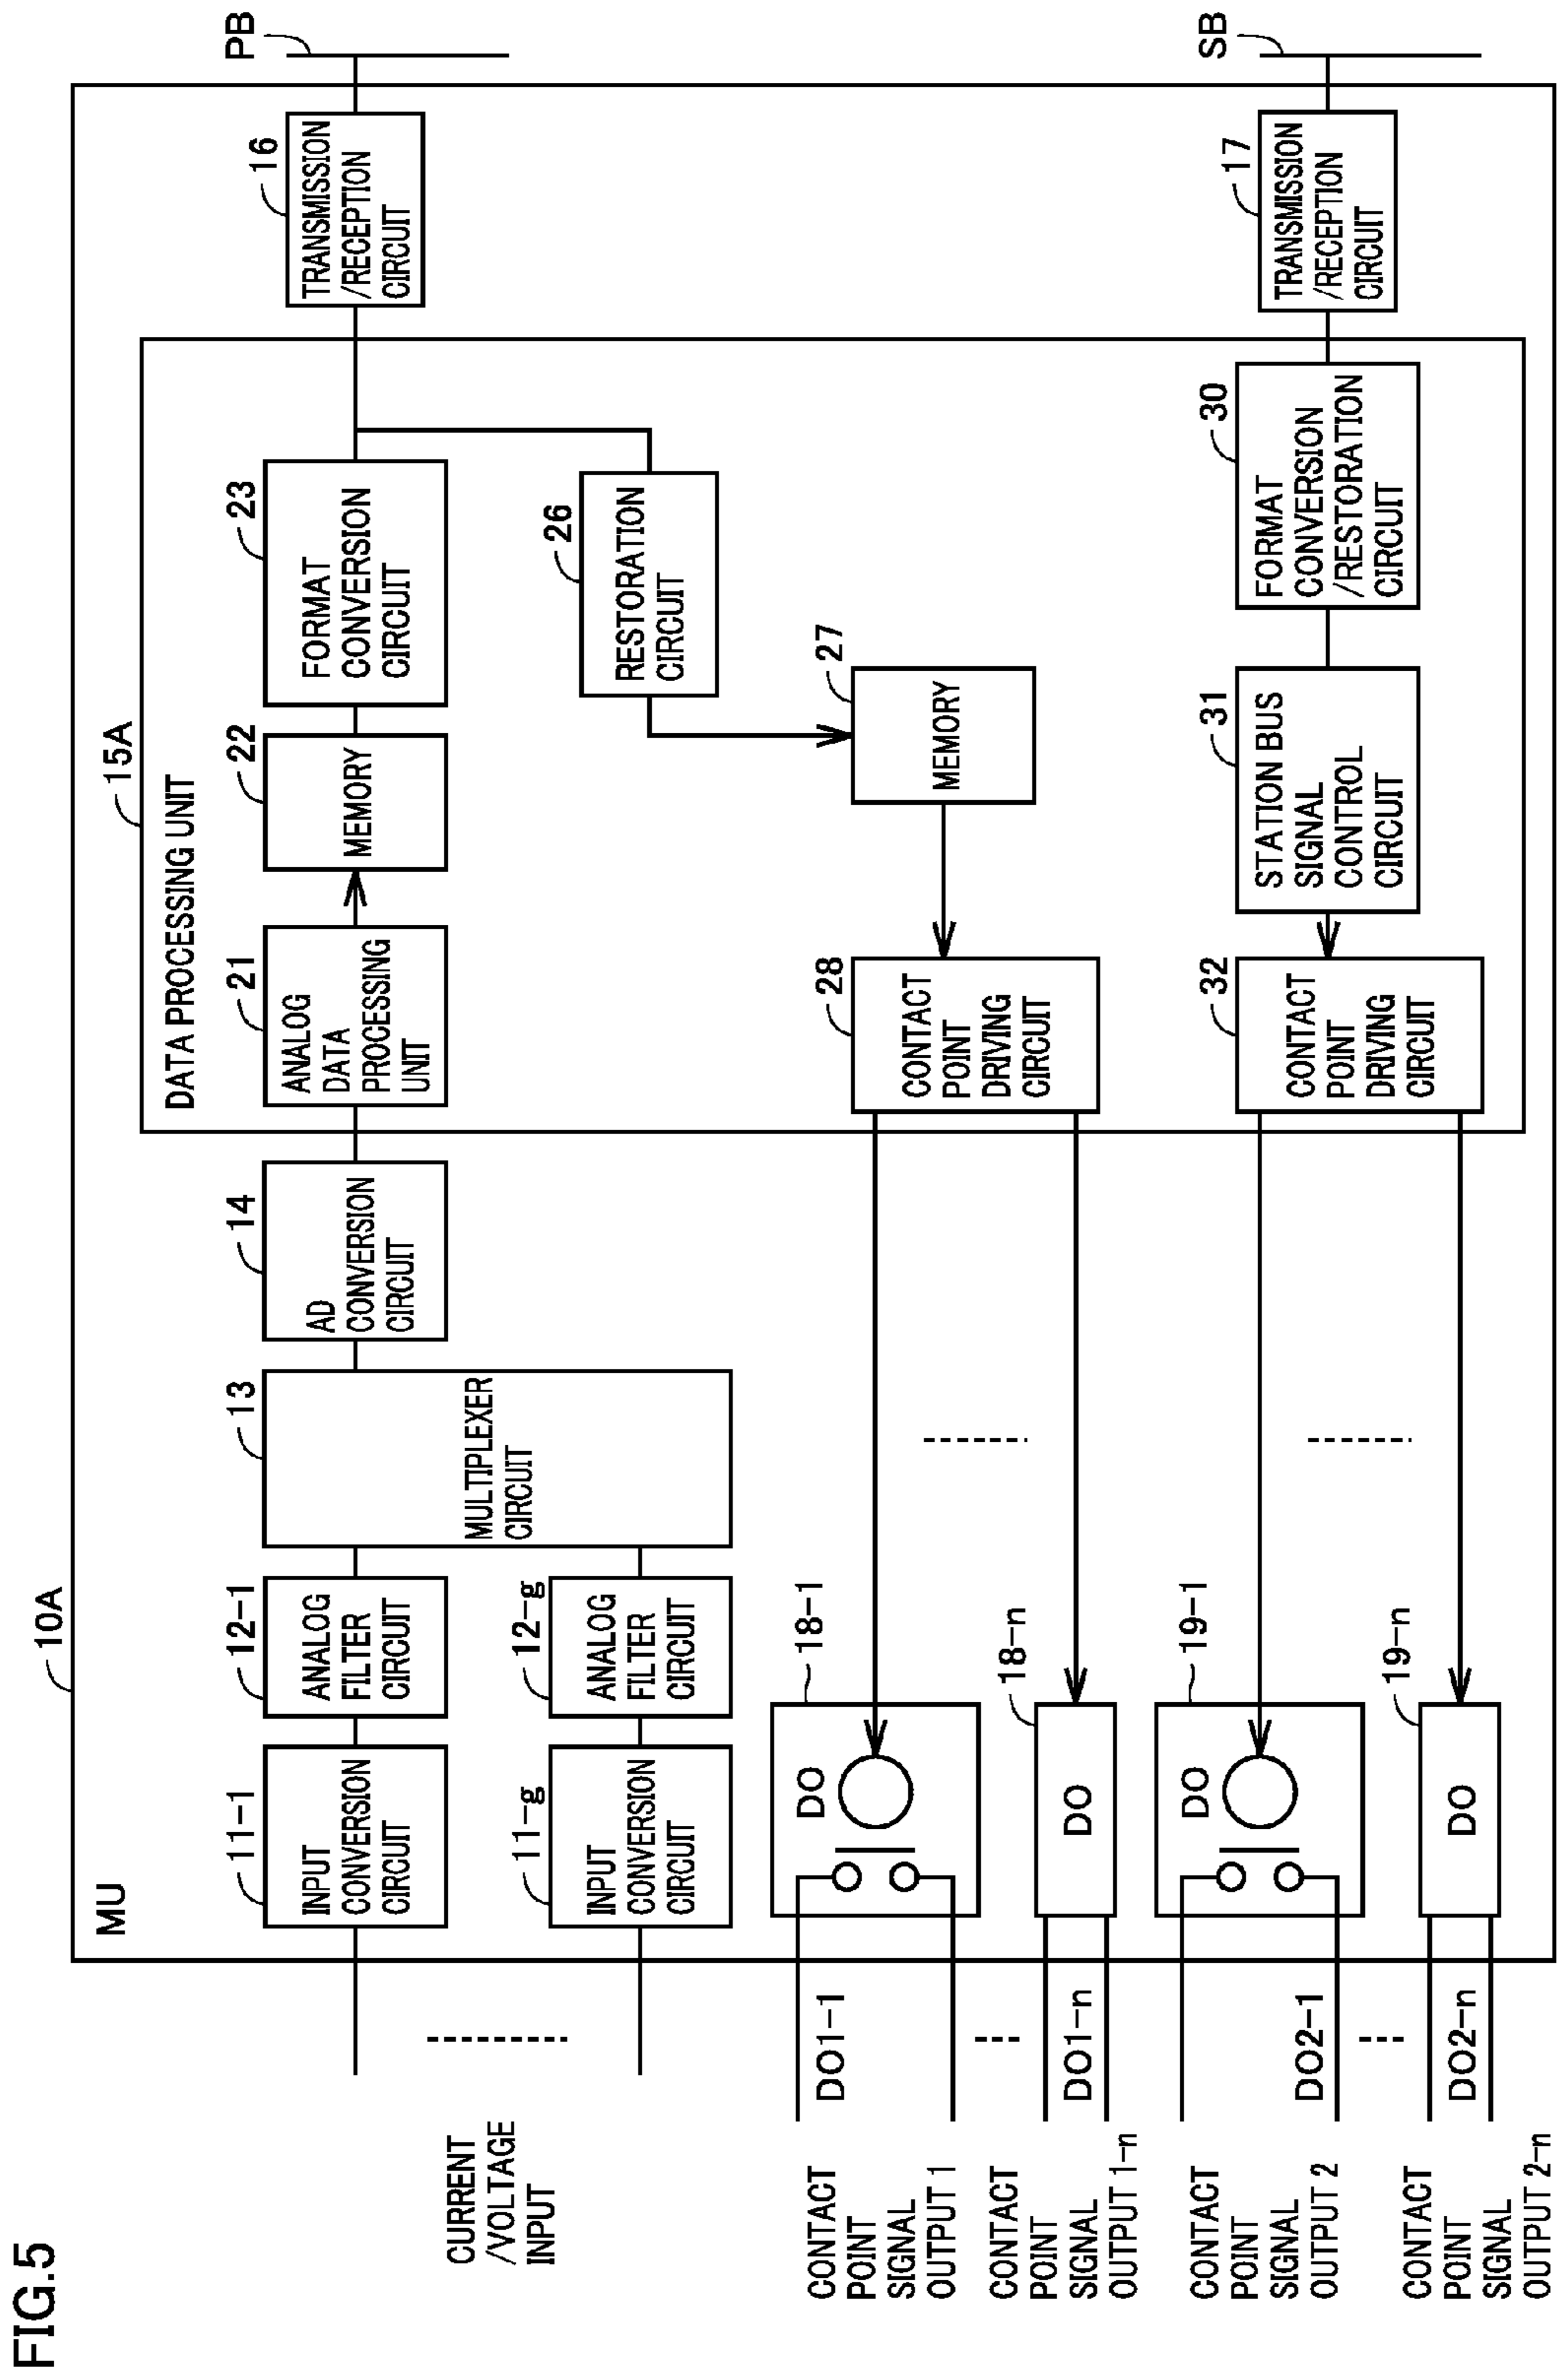 FIG.5
10A
MU
PB
SB
CURRENT
/VOLTAGE
INPUT
11-1
INPUT
CONVERSION
CIRCUIT
12-1
ANALOG
FILTER
CIRCUIT
11-g
INPUT
CONVERSION
CIRCUIT
12-g
ANALOG
FILTER
CIRCUIT
13
MULTIPLEXER
CIRCUIT
14
AD
CONVERSION
CIRCUIT
15A
DATA PROCESSING UNIT
21
ANALOG
DATA
PROCESSING
UNIT
22
MEMORY
23
FORMAT
CONVERSION
CIRCUIT
16
TRANSMISSION
/RECEPTION
CIRCUIT
26
RESTORATION
CIRCUIT
27
MEMORY
28
CONTACT
POINT
DRIVING
CIRCUIT
18-1
DO
18-n
DO
DO1-1
DO1-n
CONTACT
POINT
SIGNAL
OUTPUT 1
CONTACT
POINT
SIGNAL
OUTPUT 1-n
17
TRANSMISSION
/RECEPTION
CIRCUIT
30
FORMAT
CONVERSION
/RESTORATION
CIRCUIT
31
STATION BUS
SIGNAL
CONTROL
CIRCUIT
32
CONTACT
POINT
DRIVING
CIRCUIT
19-1
DO
19-n
DO
DO2-1
DO2-n
CONTACT
POINT
SIGNAL
OUTPUT 2
CONTACT
POINT
SIGNAL
OUTPUT 2-n